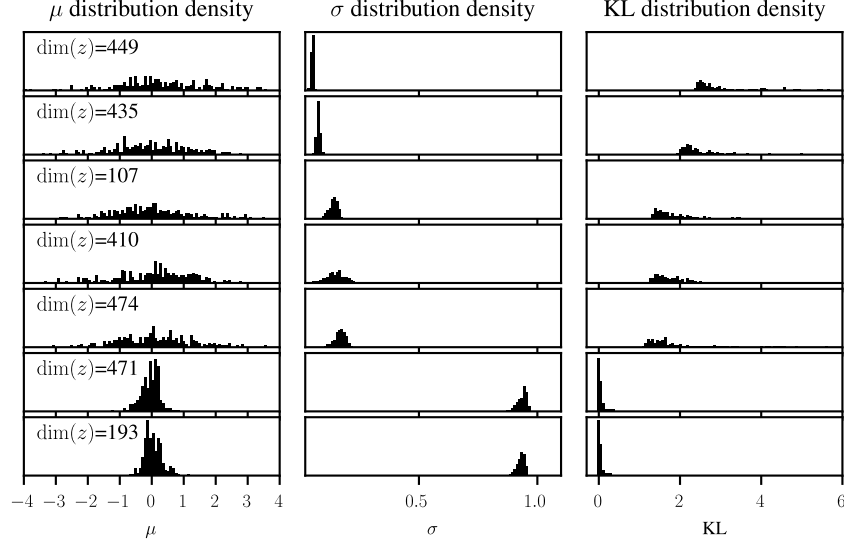 μ distribution density σ distribution density KL distribution density
dim(z)=449
dim(z)=435
dim(z)=107
dim(z)=410
dim(z)=474
dim(z)=471
dim(z)=193
−4 −3 −2 −1 0 1 2 3 4 0.5 1.0 0 2 4 6
μ σ KL